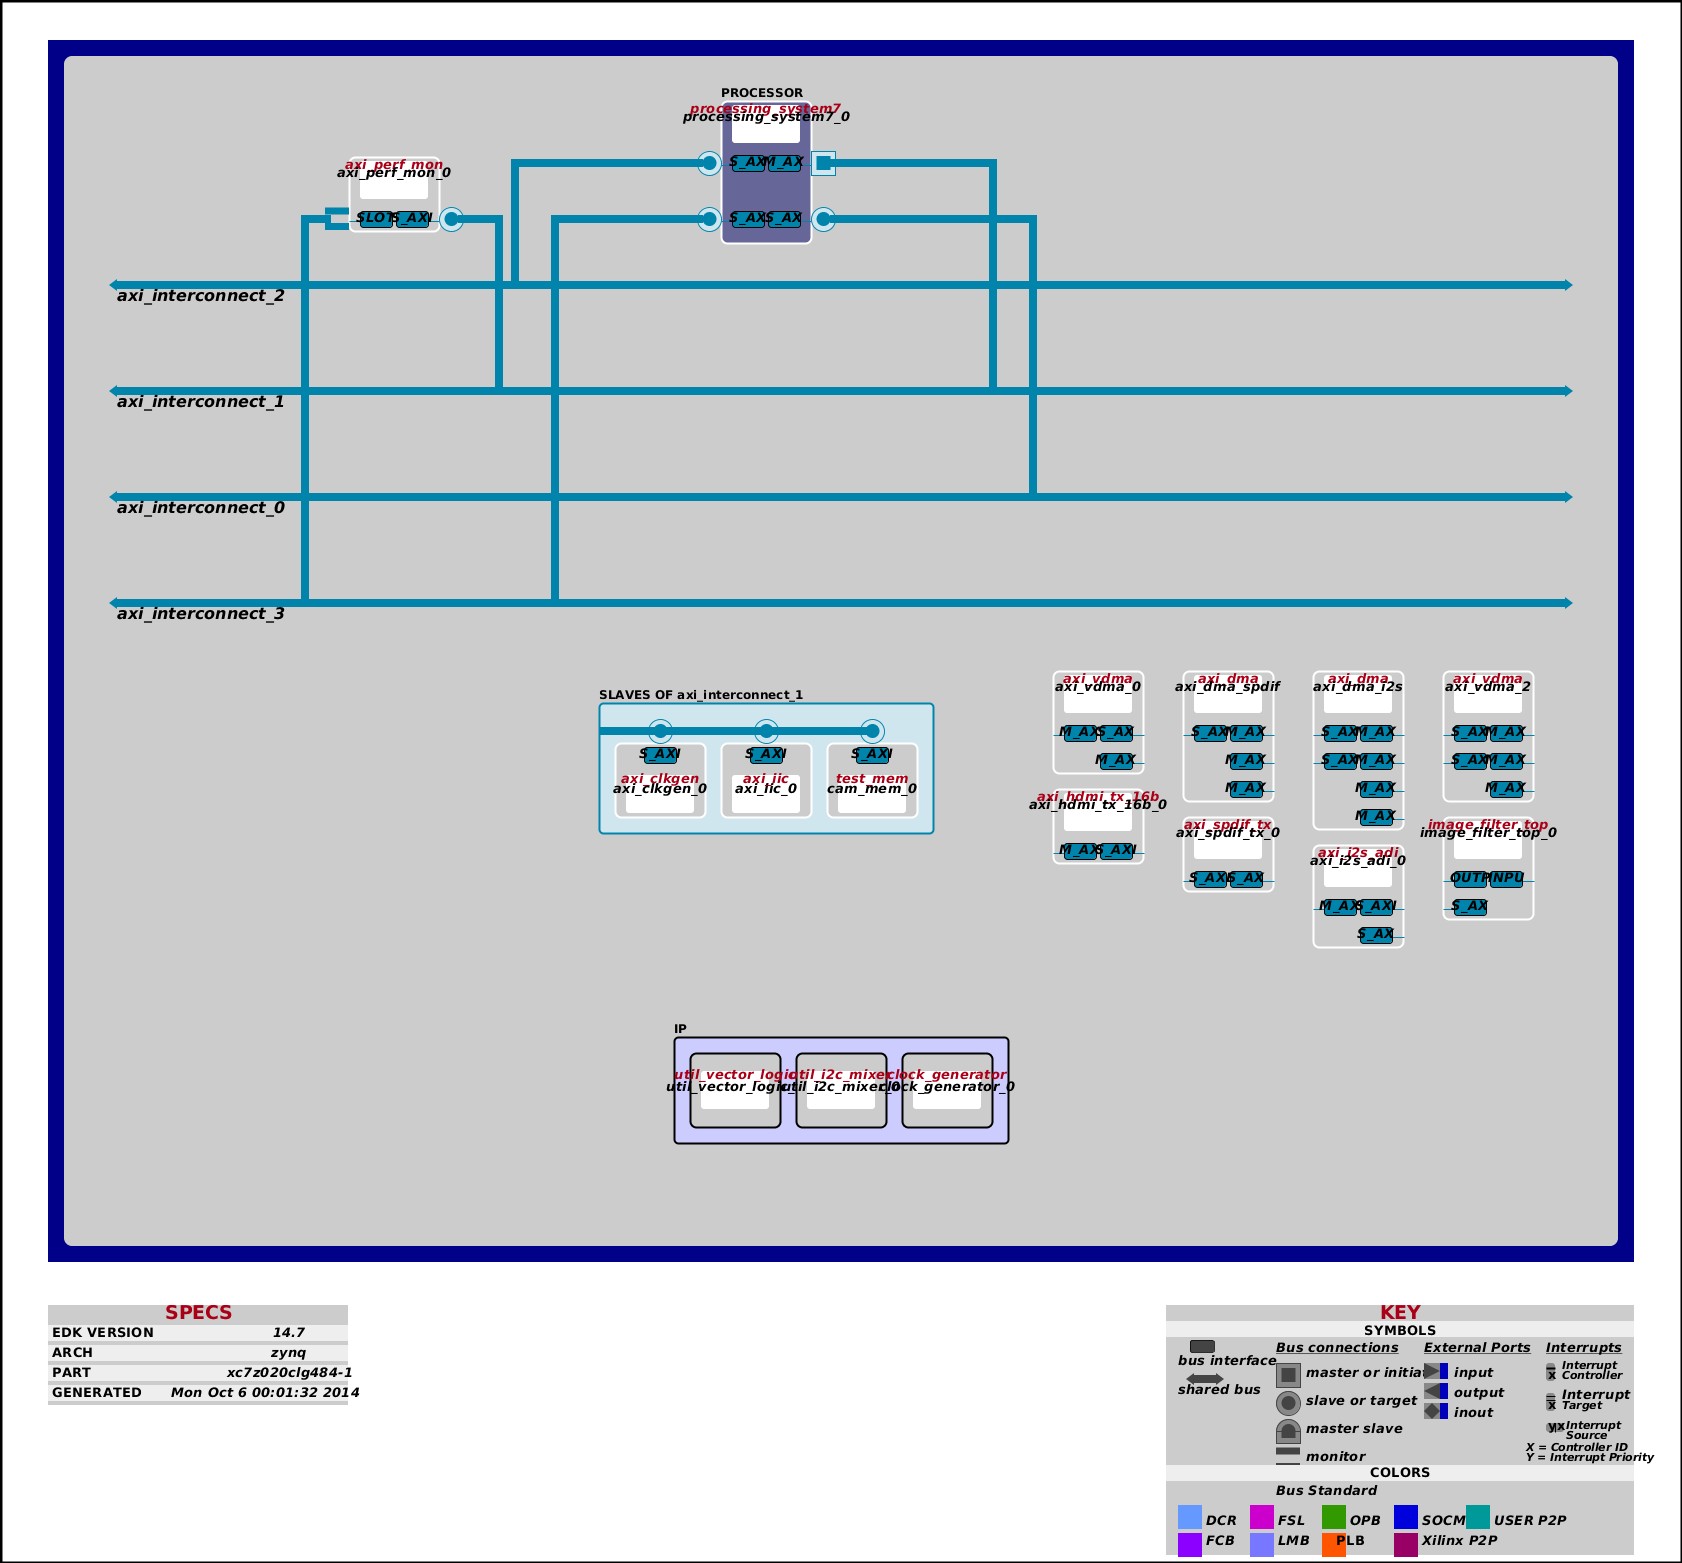 PROCESSOR
processing_system7
processing_system7_0
S_AX M_AX
S_AX S_AX
axi_perf_mon
axi_perf_mon_0
SLOT S_AXI
axi_interconnect_2
axi_interconnect_1
axi_interconnect_0
axi_interconnect_3
SLAVES OF axi_interconnect_1
S_AXI S_AXI S_AXI
axi_clkgen axi_iic test_mem
axi_clkgen_0 axi_iic_0 cam_mem_0
axi_vdma
axi_vdma_0
M_AX S_AX
M_AX
axi_hdmi_tx_16b
axi_hdmi_tx_16b_0
M_AX S_AXI
axi_dma
axi_dma_spdif
S_AX M_AX
M_AX
M_AX
axi_spdif_tx
axi_spdif_tx_0
S_AXI S_AX
axi_dma
axi_dma_i2s
S_AX M_AX
S_AX M_AX
M_AX
M_AX
axi_i2s_adi
axi_i2s_adi_0
M_AX S_AXI
S_AX
axi_vdma
axi_vdma_2
S_AX M_AX
S_AX M_AX
M_AX
image_filter_top
image_filter_top_0
OUTP INPU
S_AX
IP
util_vector_logic util_i2c_mixer clock_generator
util_vector_logic util_i2c_mixer_0 clock_generator_0
SPECS
EDK VERSION 14.7
ARCH zynq
PART xc7z020clg484-1
GENERATED Mon Oct 6 00:01:32 2014
KEY
SYMBOLS
bus interface
shared bus
Bus connections
master or initia
slave or target
master slave
monitor
External Ports
input
output
inout
Interrupts
x Interrupt
Controller
x Interrupt
Target
yx Interrupt
Source
X = Controller ID
Y = Interrupt Priority
COLORS
Bus Standard
DCR FSL OPB SOCM USER P2P
FCB LMB PLB Xilinx P2P